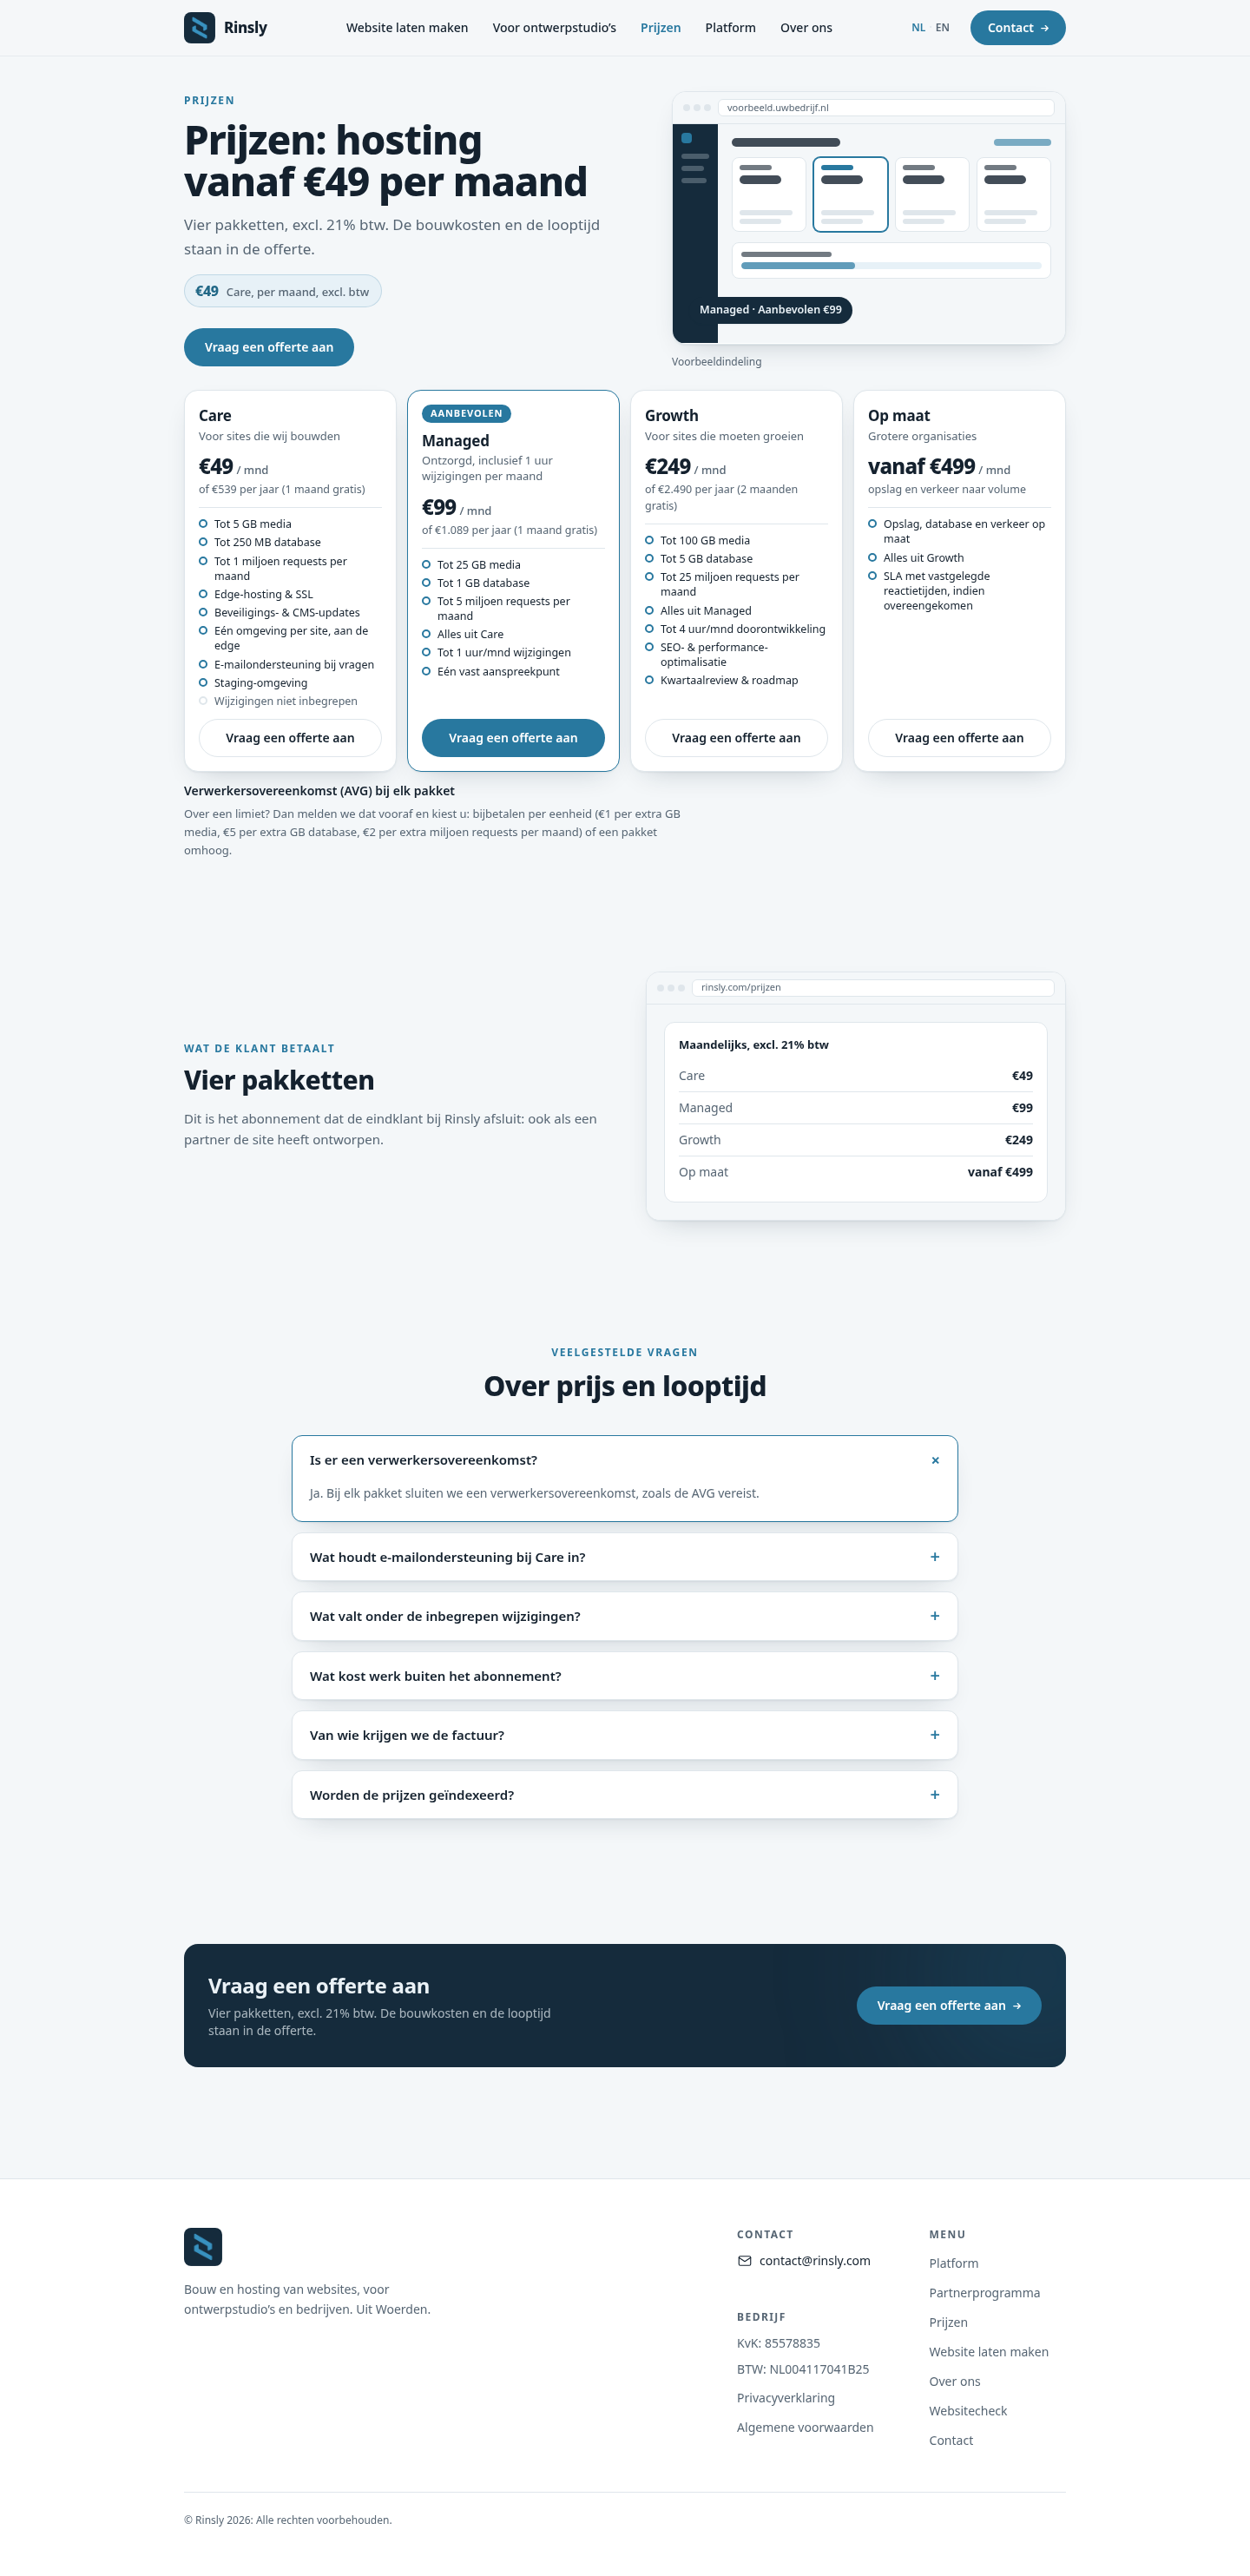 Rinsly
Website laten maken
Voor ontwerpstudio’s
Prijzen
Platform
Over ons
NL · EN
Contact →
PRIJZEN
Prijzen: hosting
vanaf €49 per maand
Vier pakketten, excl. 21% btw. De bouwkosten en de looptijd
staan in de offerte.
€49 Care, per maand, excl. btw
Vraag een offerte aan
voorbeeld.uwbedrijf.nl
Managed · Aanbevolen €99
Voorbeeldindeling
Care
Voor sites die wij bouwden
€49 / mnd
of €539 per jaar (1 maand gratis)
Tot 5 GB media
Tot 250 MB database
Tot 1 miljoen requests per
maand
Edge-hosting & SSL
Beveiligings- & CMS-updates
Eén omgeving per site, aan de
edge
E-mailondersteuning bij vragen
Staging-omgeving
Wijzigingen niet inbegrepen
Vraag een offerte aan
AANBEVOLEN
Managed
Ontzorgd, inclusief 1 uur
wijzigingen per maand
€99 / mnd
of €1.089 per jaar (1 maand gratis)
Tot 25 GB media
Tot 1 GB database
Tot 5 miljoen requests per
maand
Alles uit Care
Tot 1 uur/mnd wijzigingen
Eén vast aanspreekpunt
Vraag een offerte aan
Growth
Voor sites die moeten groeien
€249 / mnd
of €2.490 per jaar (2 maanden
gratis)
Tot 100 GB media
Tot 5 GB database
Tot 25 miljoen requests per
maand
Alles uit Managed
Tot 4 uur/mnd doorontwikkeling
SEO- & performance-
optimalisatie
Kwartaalreview & roadmap
Vraag een offerte aan
Op maat
Grotere organisaties
vanaf €499 / mnd
opslag en verkeer naar volume
Opslag, database en verkeer op
maat
Alles uit Growth
SLA met vastgelegde
reactietijden, indien
overeengekomen
Vraag een offerte aan
Verwerkersovereenkomst (AVG) bij elk pakket
Over een limiet? Dan melden we dat vooraf en kiest u: bijbetalen per eenheid (€1 per extra GB
media, €5 per extra GB database, €2 per extra miljoen requests per maand) of een pakket
omhoog.
WAT DE KLANT BETAALT
Vier pakketten
Dit is het abonnement dat de eindklant bij Rinsly afsluit: ook als een
partner de site heeft ontworpen.
rinsly.com/prijzen
Maandelijks, excl. 21% btw
Care €49
Managed €99
Growth €249
Op maat vanaf €499
VEELGESTELDE VRAGEN
Over prijs en looptijd
Is er een verwerkersovereenkomst? ×
Ja. Bij elk pakket sluiten we een verwerkersovereenkomst, zoals de AVG vereist.
Wat houdt e-mailondersteuning bij Care in? +
Wat valt onder de inbegrepen wijzigingen? +
Wat kost werk buiten het abonnement? +
Van wie krijgen we de factuur? +
Worden de prijzen geïndexeerd? +
Vraag een offerte aan
Vier pakketten, excl. 21% btw. De bouwkosten en de looptijd
staan in de offerte.
Vraag een offerte aan →
Bouw en hosting van websites, voor
ontwerpstudio’s en bedrijven. Uit Woerden.
CONTACT
contact@rinsly.com
BEDRIJF
KvK: 85578835
BTW: NL004117041B25
Privacyverklaring
Algemene voorwaarden
MENU
Platform
Partnerprogramma
Prijzen
Website laten maken
Over ons
Websitecheck
Contact
© Rinsly 2026: Alle rechten voorbehouden.